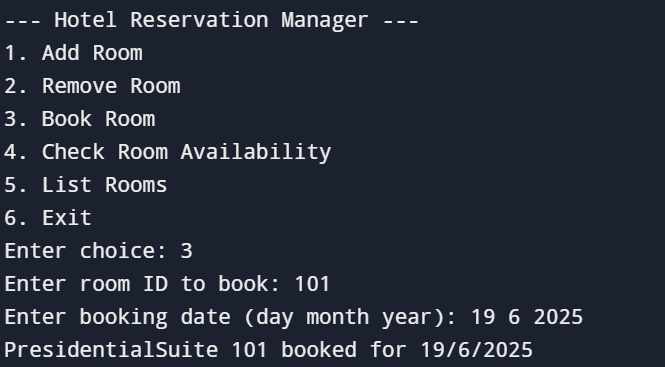 --- Hotel Reservation Manager ---
1. Add Room
2. Remove Room
3. Book Room
4. Check Room Availability
5. List Rooms
6. Exit
Enter choice: 3
Enter room ID to book: 101
Enter booking date (day month year): 19 6 2025
PresidentialSuite 101 booked for 19/6/2025